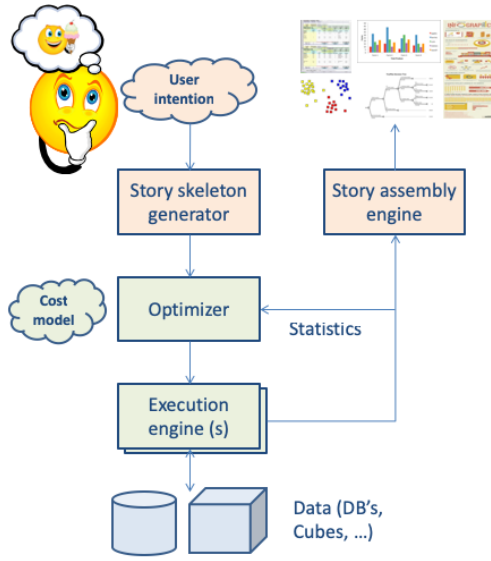 User
intention
Story skeleton
generator
Story assembly
engine
Cost
model
Optimizer
Statistics
Execution
engine (s)
Data (DB's,
Cubes, …)